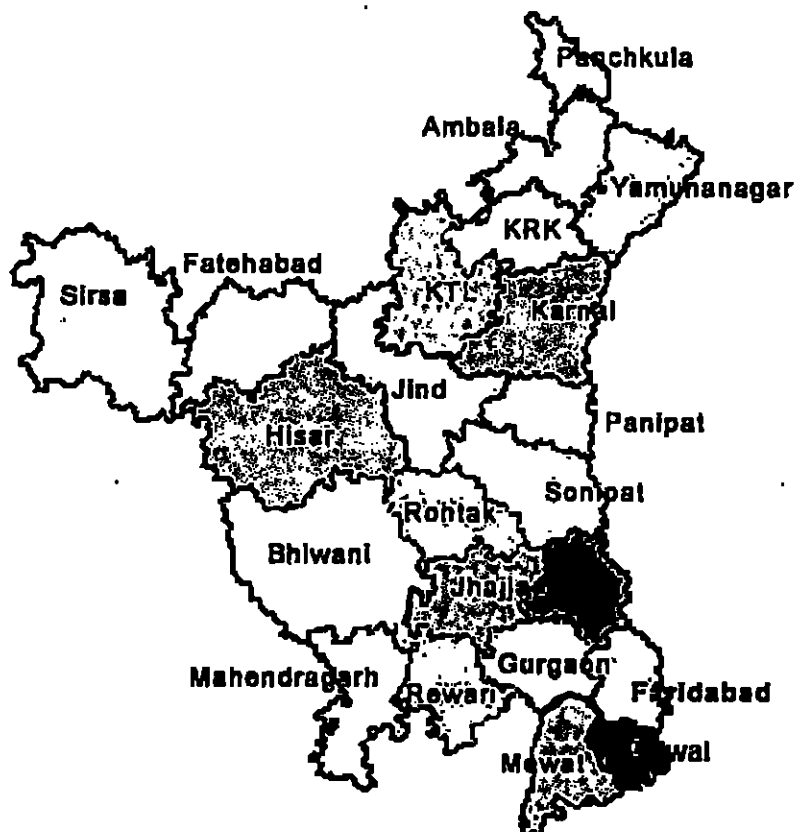 Panchkula
Ambala
Yamunanagar
KRK
Fatehabad
Sirsa
KTL
Karnal
Jind
Panipat
Hisar
Sonipat
Rohtak
Bhiwani
Gurgaon
Mahendragarh
Rewari
Faridabad
Mewat